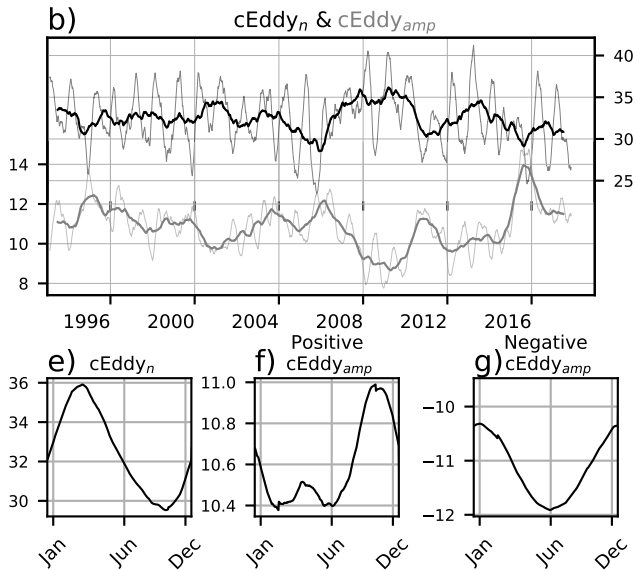 b) cEddy_n & cEddy_amp
40
35
30
25
14
12
10
8
1996 2000 2004 2008 2012 2016
e) cEddy_n
36
34
32
30
Jan Jun Dec
f) Positive
cEddy_amp
11.0
10.8
10.6
10.4
Jan Jun Dec
g) Negative
cEddy_amp
−10
−11
−12
Jan Jun Dec